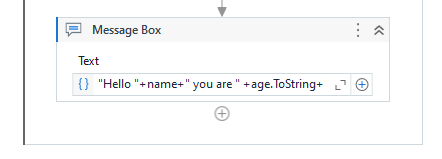 Message Box
Text
{ } "Hello "+name+" you are " +age.ToString+